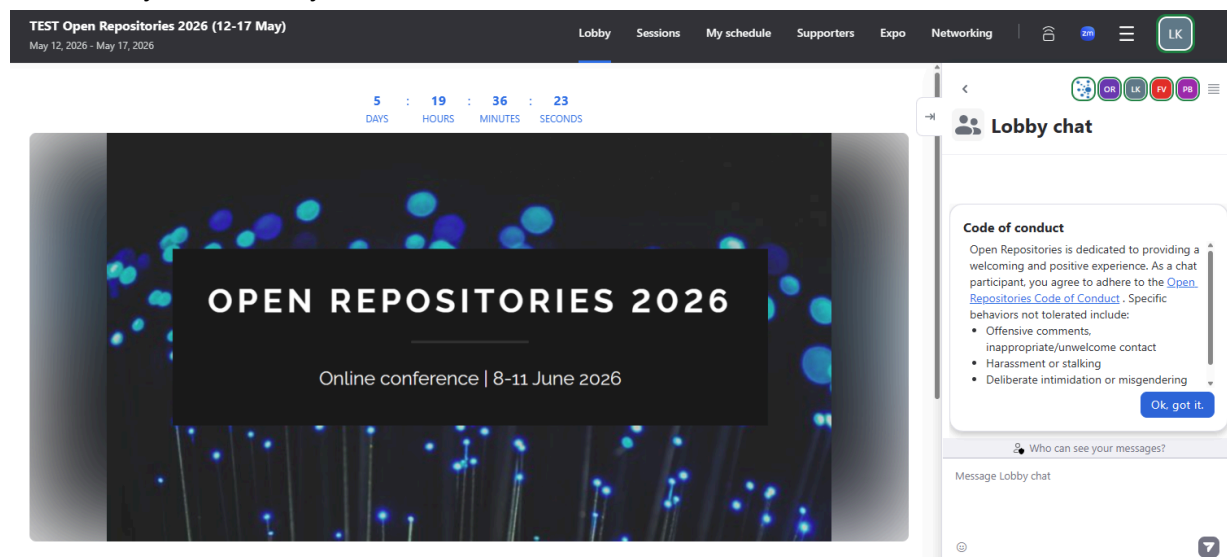 TEST Open Repositories 2026 (12-17 May)
May 12, 2026 - May 17, 2026
Lobby Sessions My schedule Supporters Expo Networking zm LK
5 : 19 : 36 : 23
DAYS HOURS MINUTES SECONDS
OPEN REPOSITORIES 2026
Online conference | 8-11 June 2026
OR LK FV PB
Lobby chat
Code of conduct
Open Repositories is dedicated to providing a
welcoming and positive experience. As a chat
participant, you agree to adhere to the Open
Repositories Code of Conduct . Specific
behaviors not tolerated include:
• Offensive comments,
inappropriate/unwelcome contact
• Harassment or stalking
• Deliberate intimidation or misgendering
Ok, got it.
Who can see your messages?
Message Lobby chat